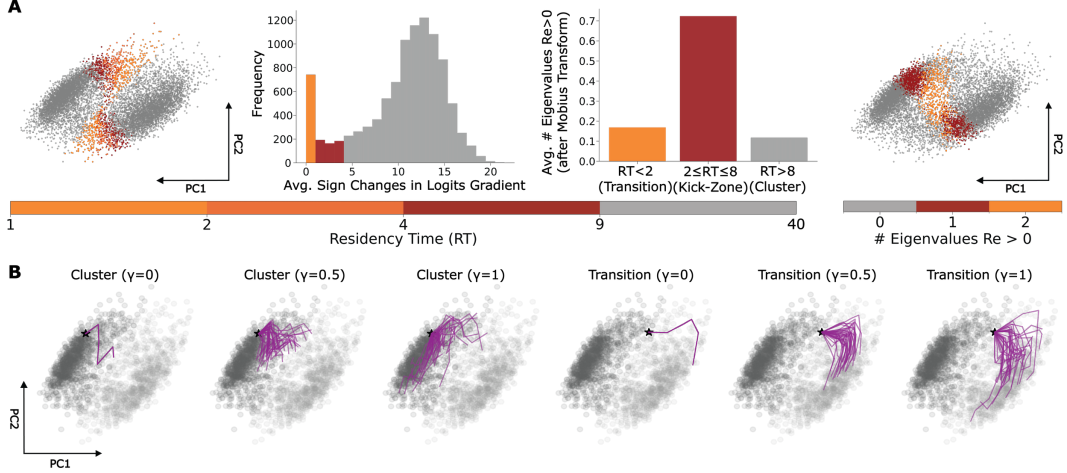 A
PC2
PC1
Frequency
1200
1000
800
600
400
200
0
0
5
10
15
20
Avg. Sign Changes in Logits Gradient
Avg. # Eigenvalues Re>0
(after Mobius Transform)
0.7
0.6
0.5
0.4
0.3
0.2
0.1
0.0
RT<2 2≤RT≤8 RT>8
(Transition) (Kick-Zone) (Cluster)
PC2
PC1
1 2 4 9 40
Residency Time (RT)
0 1 2
# Eigenvalues Re > 0
B
Cluster (γ=0) Cluster (γ=0.5) Cluster (γ=1) Transition (γ=0) Transition (γ=0.5) Transition (γ=1)
PC2
PC1